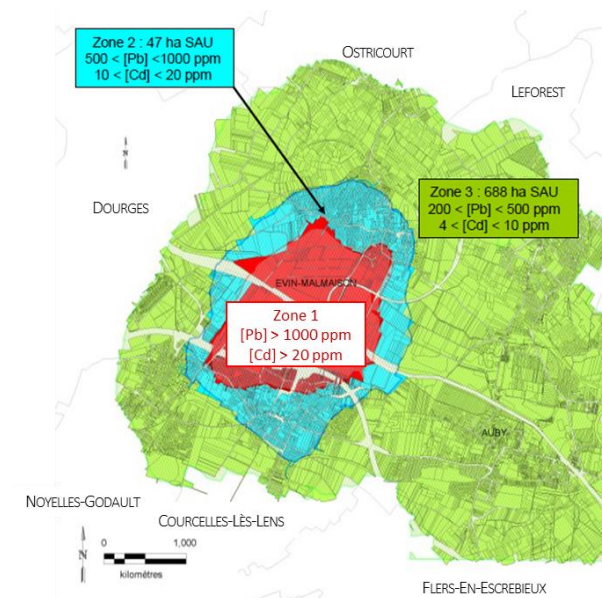 Zone 2 : 47 ha SAU
500 < [Pb] <1000 ppm
10 < [Cd] < 20 ppm
OSTRICOURT
LEFOREST
N
DOURGES
Zone 3 : 688 ha SAU
200 < [Pb] < 500 ppm
4 < [Cd] < 10 ppm
EVIN-MALMAISON
Zone 1
[Pb] > 1000 ppm
[Cd] > 20 ppm
AUBY
NOYELLES-GODAULT
COURCELLES-LÈS-LENS
N
0 1,000
kilomètres
FLERS-EN-ESCREBIEUX